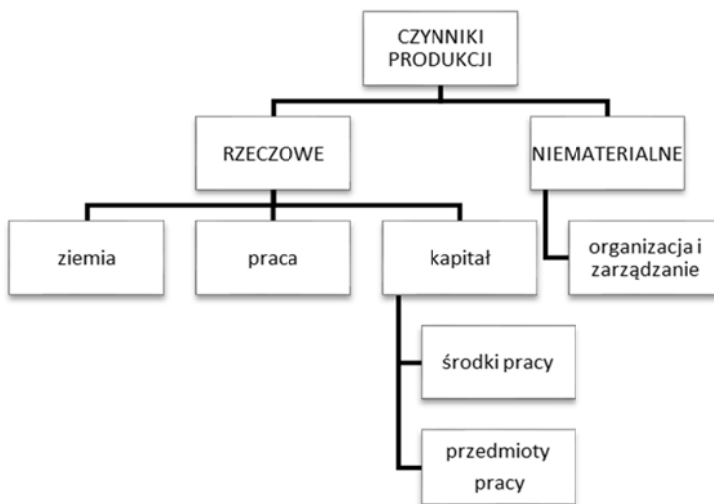 CZYNNIKI
PRODUKCJI
RZECZOWE
NIEMATERIALNE
ziemia
praca
kapitał
organizacja i
zarządzanie
środki pracy
przedmioty
pracy